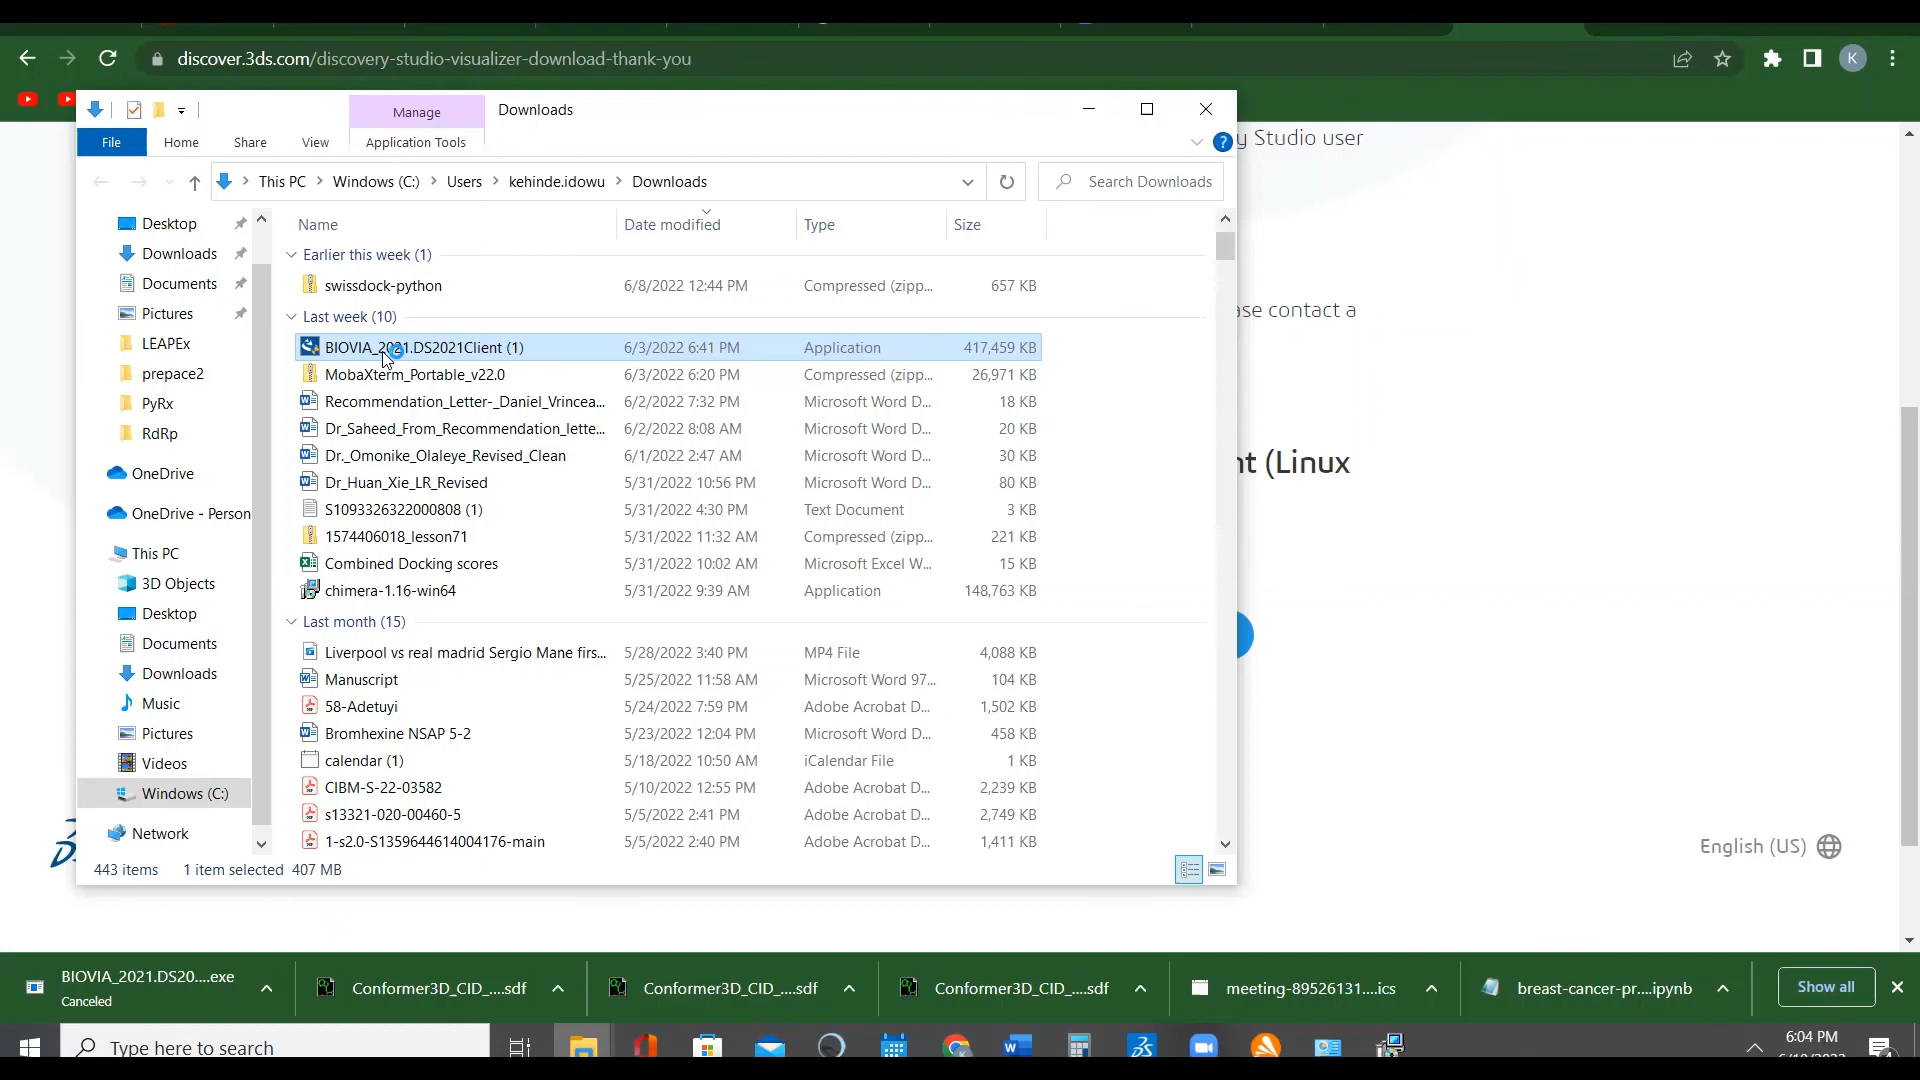 discover.3ds.com/discovery-studio-visualizer-download-thank-you
K
Manage
Downloads
File
Home
Share
View
Application Tools
This PC
Windows (C:)
Users
kehinde.idowu
Downloads
Search Downloads
Name
Date modified
Type
Size
Desktop
Downloads
Documents
Pictures
LEAPEx
prepace2
PyRx
RdRp
OneDrive
OneDrive - Person
This PC
3D Objects
Desktop
Documents
Downloads
Music
Pictures
Videos
Windows (C:)
Network
Earlier this week (1)
swissdock-python 6/8/2022 12:44 PM Compressed (zipp... 657 KB
Last week (10)
BIOVIA_2021.DS2021Client (1) 6/3/2022 6:41 PM Application 417,459 KB
MobaXterm_Portable_v22.0 6/3/2022 6:20 PM Compressed (zipp... 26,971 KB
Recommendation_Letter-_Daniel_Vrincea... 6/2/2022 7:32 PM Microsoft Word D... 18 KB
Dr_Saheed_From_Recommendation_lette... 6/2/2022 8:08 AM Microsoft Word D... 20 KB
Dr._Omonike_Olaleye_Revised_Clean 6/1/2022 2:47 AM Microsoft Word D... 30 KB
Dr_Huan_Xie_LR_Revised 5/31/2022 10:56 PM Microsoft Word D... 80 KB
S1093326322000808 (1) 5/31/2022 4:30 PM Text Document 3 KB
1574406018_lesson71 5/31/2022 11:32 AM Compressed (zipp... 221 KB
Combined Docking scores 5/31/2022 10:02 AM Microsoft Excel W... 15 KB
chimera-1.16-win64 5/31/2022 9:39 AM Application 148,763 KB
Last month (15)
Liverpool vs real madrid Sergio Mane firs... 5/28/2022 3:40 PM MP4 File 4,088 KB
Manuscript 5/25/2022 11:58 AM Microsoft Word 97... 104 KB
58-Adetuyi 5/24/2022 7:59 PM Adobe Acrobat D... 1,502 KB
Bromhexine NSAP 5-2 5/23/2022 12:04 PM Microsoft Word D... 458 KB
calendar (1) 5/18/2022 10:50 AM iCalendar File 1 KB
CIBM-S-22-03582 5/10/2022 12:55 PM Adobe Acrobat D... 2,239 KB
s13321-020-00460-5 5/5/2022 2:41 PM Adobe Acrobat D... 2,749 KB
1-s2.0-S1359644614004176-main 5/5/2022 2:40 PM Adobe Acrobat D... 1,411 KB
443 items 1 item selected 407 MB
y Studio user
ase contact a
nt (Linux
English (US)
BIOVIA_2021.DS20....exe
Canceled
Conformer3D_CID_....sdf
Conformer3D_CID_....sdf
Conformer3D_CID_....sdf
meeting-89526131....ics
breast-cancer-pr....ipynb
Show all
Type here to search
6:04 PM